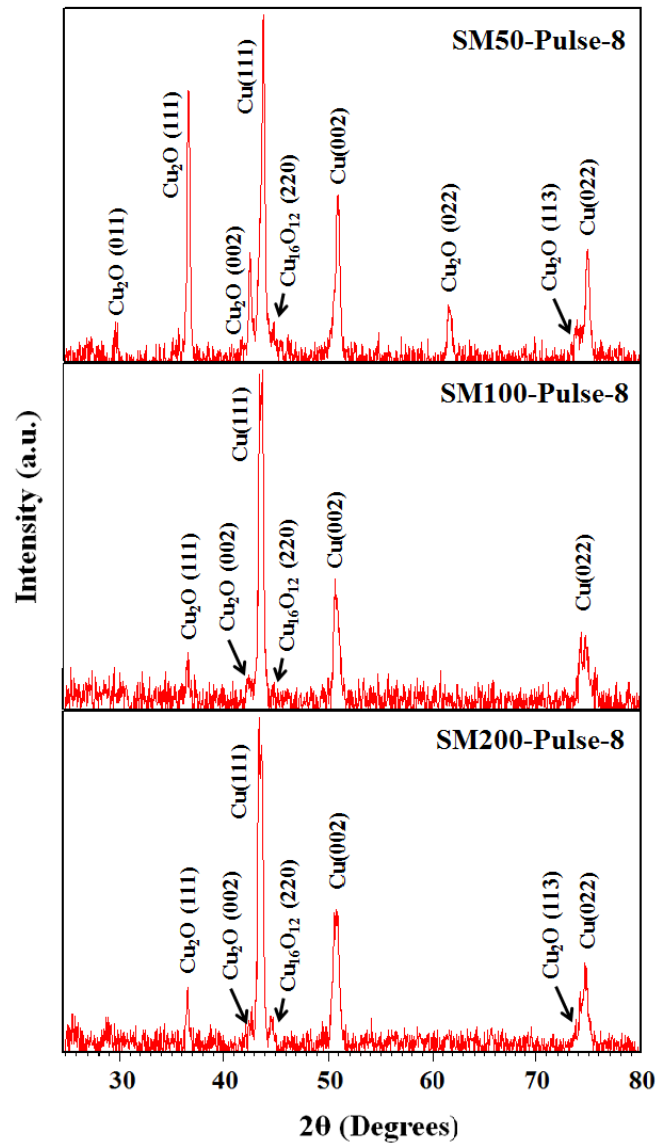 SM50-Pulse-8
Cu₂O (011)
Cu₂O (111)
Cu₂O (002)
Cu(111)
Cu₁₆O₁₂ (220)
Cu(002)
Cu₂O (022)
Cu₂O (113)
Cu(022)
SM100-Pulse-8
Cu₂O (111)
Cu₂O (002)
Cu(111)
Cu₁₆O₁₂ (220)
Cu(002)
Cu(022)
SM200-Pulse-8
Cu₂O (111)
Cu₂O (002)
Cu(111)
Cu₁₆O₁₂ (220)
Cu(002)
Cu₂O (113)
Cu(022)
Intensity (a.u.)
30 40 50 60 70 80
2θ (Degrees)